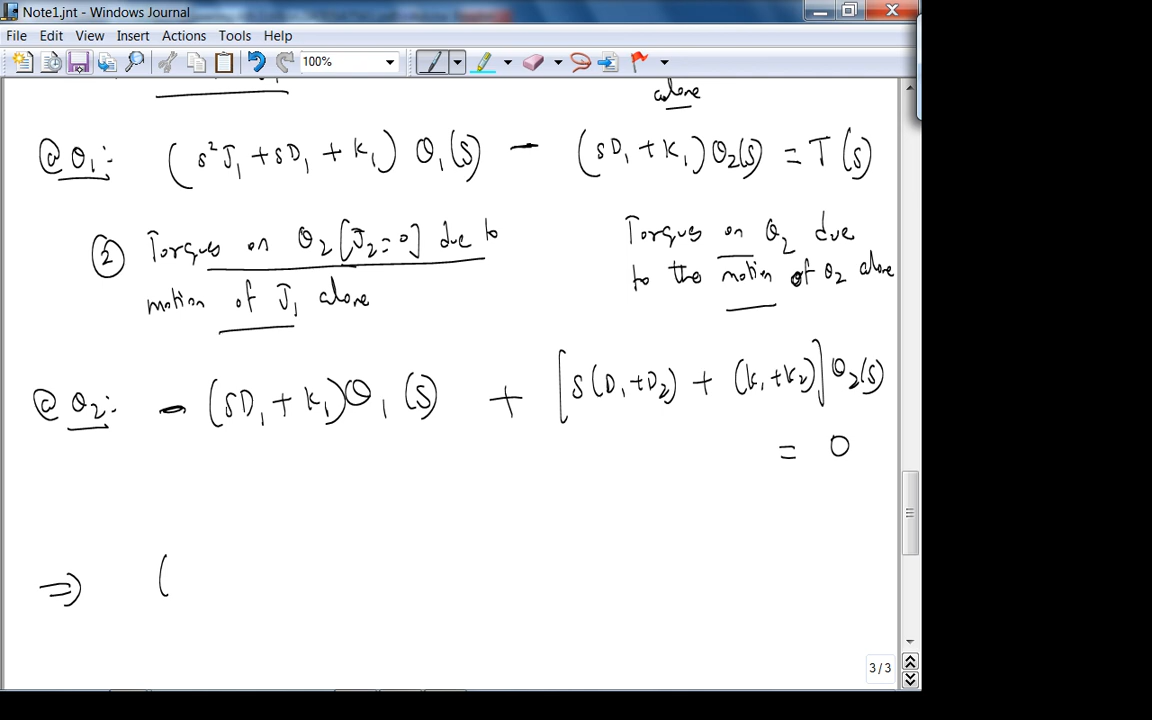 Note1.jnt - Windows Journal
File Edit View Insert Actions Tools Help
100%
alone
@ θ₁:- (s²J₁ + sD₁ + K₁) θ₁(s) - (sD₁ + K₁) θ₂(s) = T(s)
② Torques on θ₂ [J₂=0] due to
motion of J₁ alone
Torques on θ₂ due
to the motion of θ₂ alone
@ θ₂:- - (sD₁ + K₁) θ₁(s) + [s(D₁+D₂) + (K₁+K₂)] θ₂(s)
= 0
⇒ (
3/3